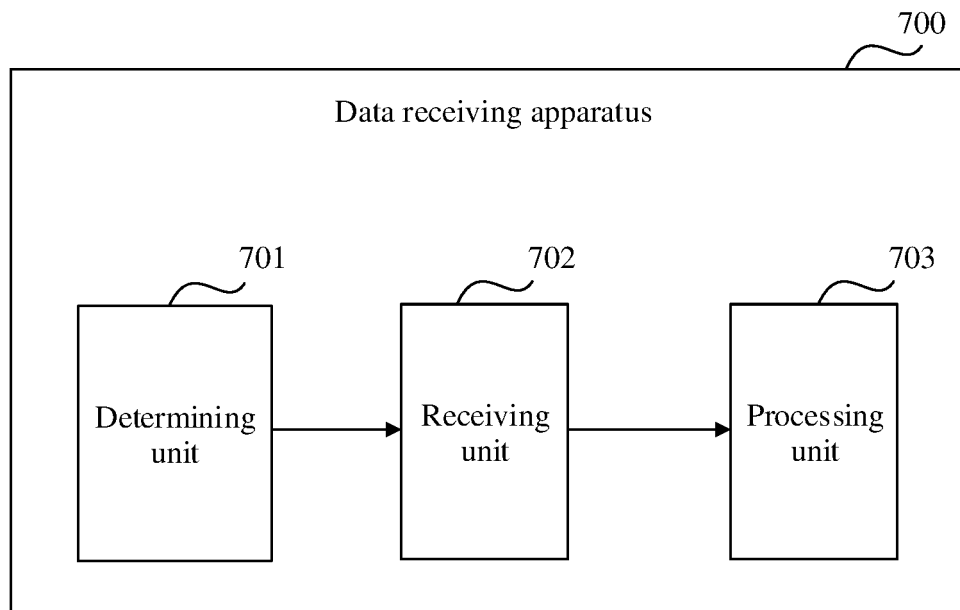 700
Data receiving apparatus
701
702
703
Determining
unit
Receiving
unit
Processing
unit